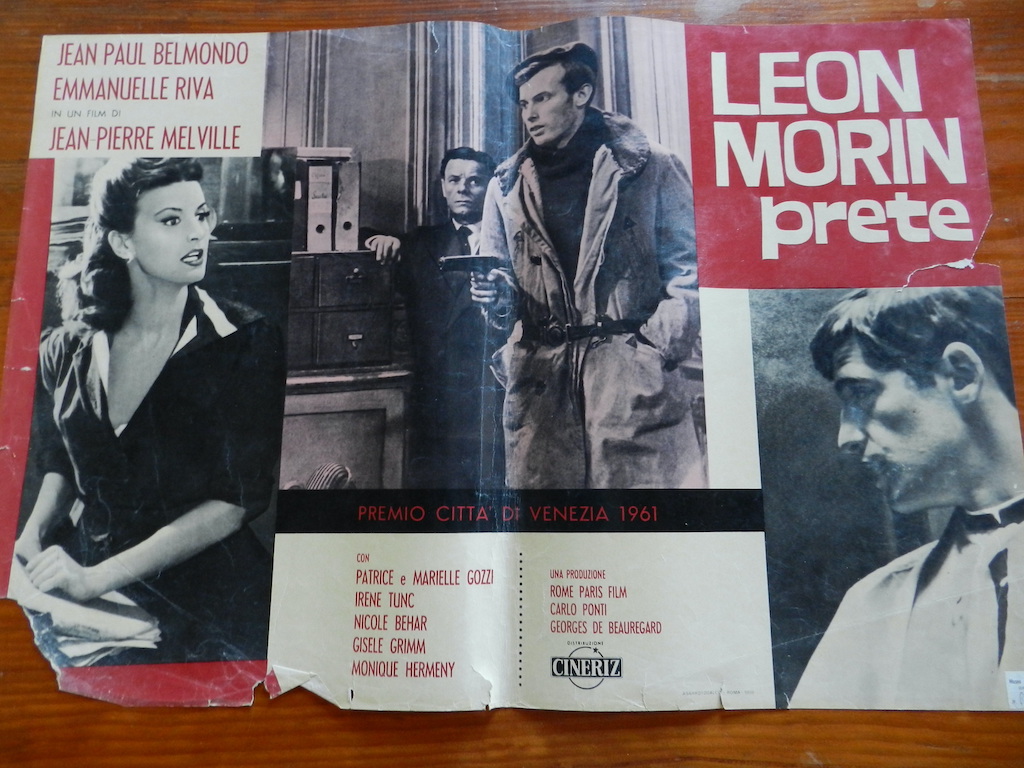 JEAN PAUL BELMONDO
EMMANUELLE RIVA
IN UN FILM DI
JEAN-PIERRE MELVILLE
LEON
MORIN
prete
PREMIO CITTA' DI VENEZIA 1961
CON
PATRICE e MARIELLE GOZZI
IRENE TUNC
NICOLE BEHAR
GISELE GRIMM
MONIQUE HERMENY
UNA PRODUZIONE
ROME PARIS FILM
CARLO PONTI
GEORGES DE BEAUREGARD
DISTRIBUZIONE
CINERIZ